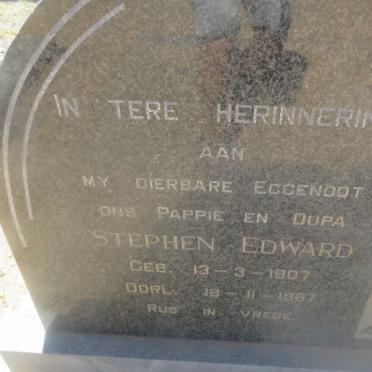 IN TERE HERINNERIN
AAN
MY DIERBARE EGGENOOT
ONS PAPPIE EN OUPA
STEPHEN EDWARD
GEB. 13-3-1907
OORL. 18-11-1967
RUS IN VREDE.